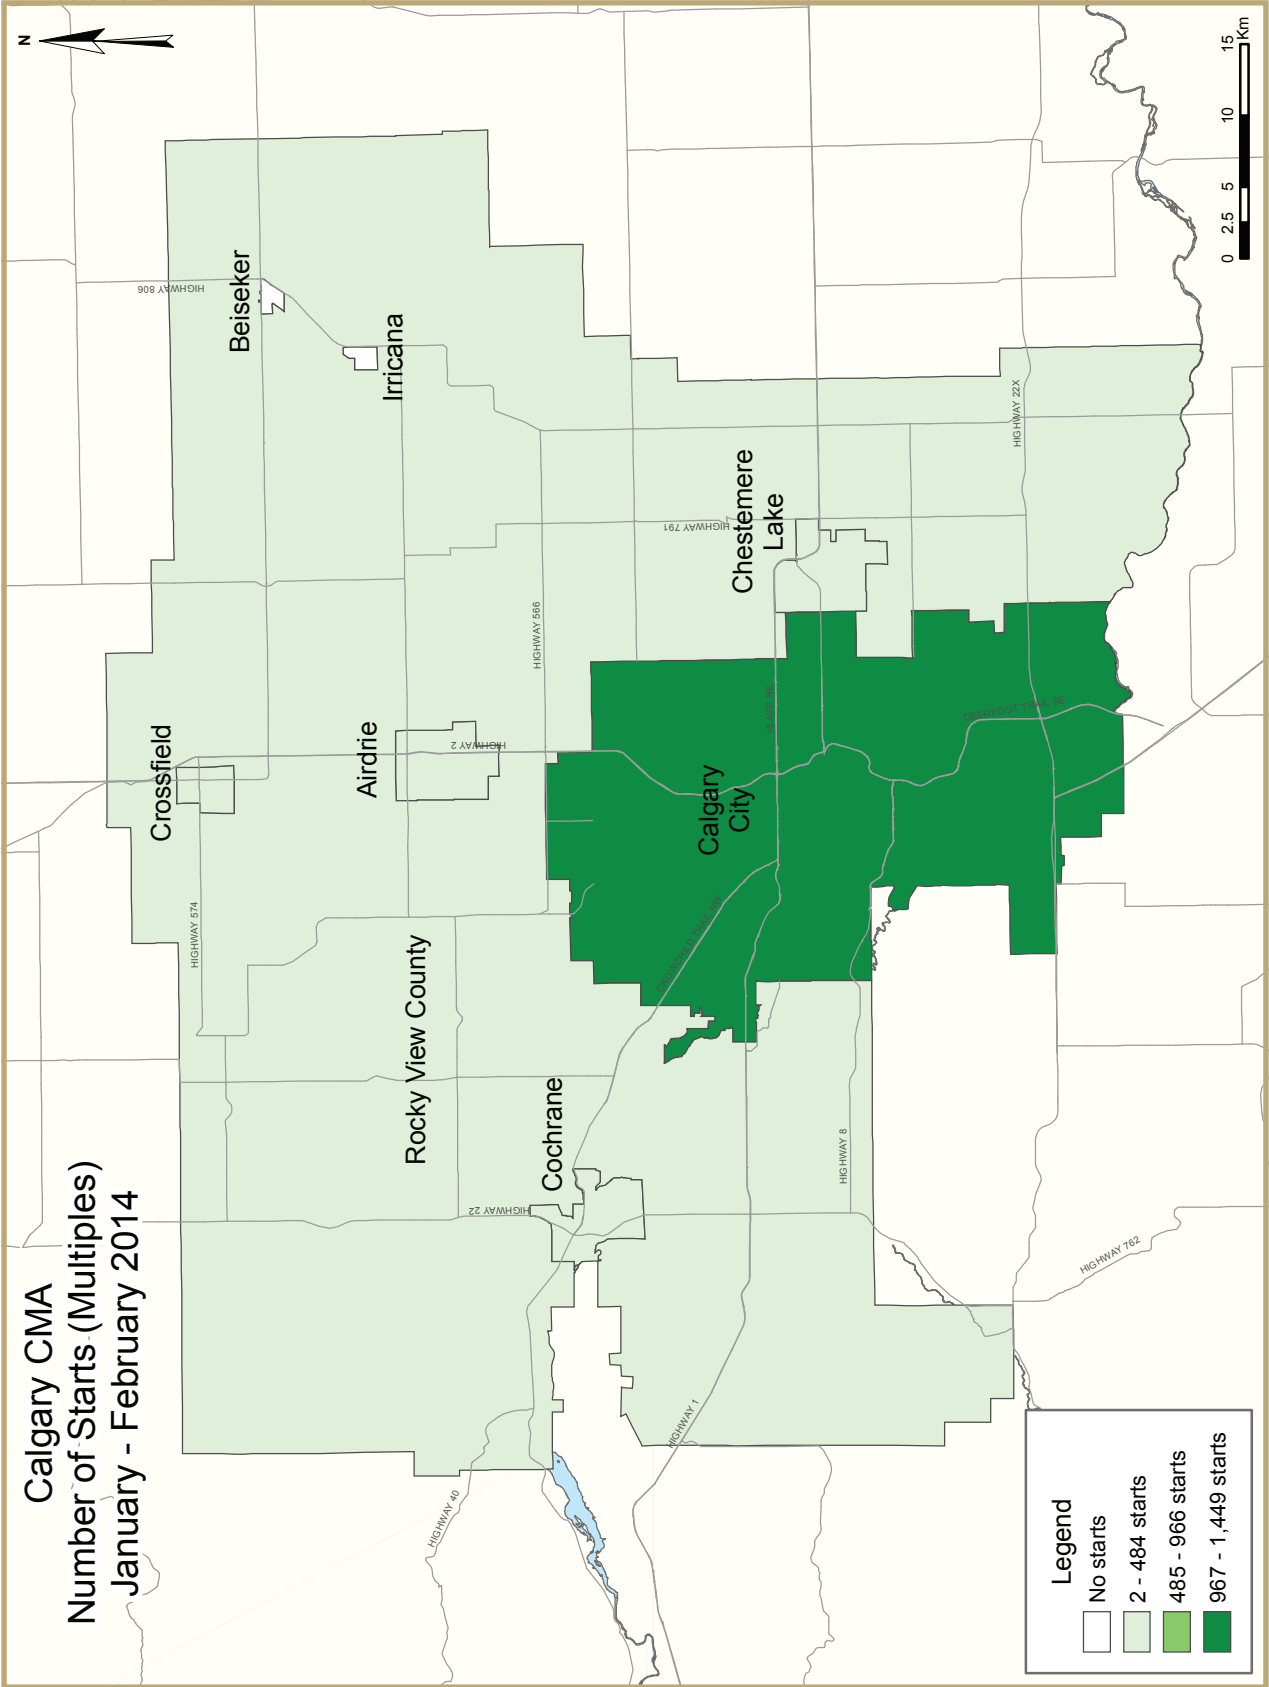 Calgary CMA
Number of Starts (Multiples)
January - February 2014
N
Crossfield
Beiseker
Irricana
Airdrie
Rocky View County
Cochrane
Calgary
City
Chestemere
Lake
HIGHWAY 574
HIGHWAY 806
HIGHWAY 2
HIGHWAY 566
HIGHWAY 791
HIGHWAY 22
HIGHWAY 40
HIGHWAY 1
HIGHWAY 8
HIGHWAY 762
HIGHWAY 22X
DEERFOOT TRAIL SE
Legend
No starts
2 - 484 starts
485 - 966 starts
967 - 1,449 starts
0 2.5 5 10 15
Km